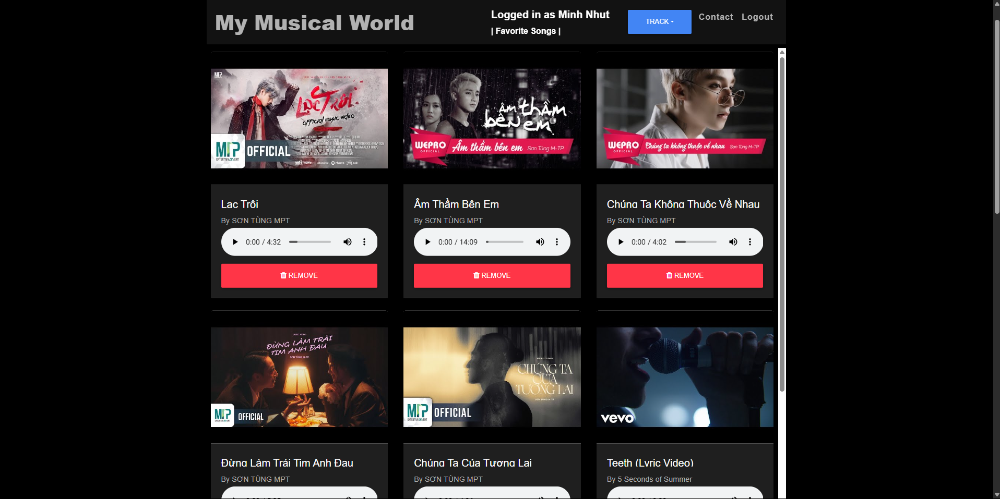 My Musical World
Logged in as Minh Nhut
| Favorite Songs |
TRACK
Contact
Logout
LẠC TRÔI
OFFICIAL MUSIC VIDEO
MTP
ENTERTAINMENT
OFFICIAL
âm thầm
bên em
WEPRO
OFFICIAL
Âm thầm bên em
Sơn Tùng M-TP
WEPRO
OFFICIAL
Chúng ta không thuộc về nhau
Sơn Tùng M-TP
Lạc Trôi
By SƠN TÙNG MPT
0:00 / 4:32
REMOVE
Âm Thầm Bên Em
By SƠN TÙNG MPT
0:00 / 14:09
REMOVE
Chúng Ta Không Thuộc Về Nhau
By SƠN TÙNG MPT
0:00 / 4:02
REMOVE
MUSIC VIDEO
ĐỪNG LÀM TRÁI
TIM ANH ĐAU
SƠN TÙNG M-TP
MTP
ENTERTAINMENT
OFFICIAL
MUSIC VIDEO
CHÚNG TA
CỦA
TƯƠNG LAI
SƠN TÙNG M-TP
MTP
ENTERTAINMENT
OFFICIAL
vevo
Đừng Làm Trái Tim Anh Đau
By SƠN TÙNG MPT
Chúng Ta Của Tương Lai
By SƠN TÙNG MPT
Teeth (Lyric Video)
By 5 Seconds of Summer